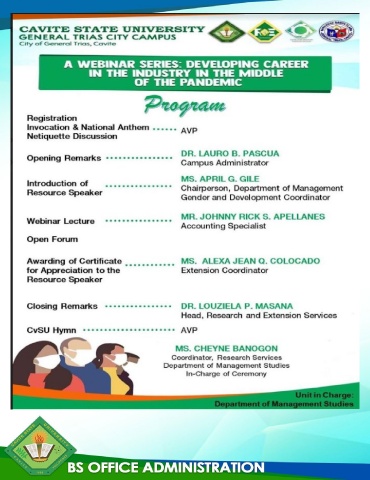 CAVITE STATE UNIVERSITY
GENERAL TRIAS CITY CAMPUS
City of General Trias, Cavite
A WEBINAR SERIES: DEVELOPING CAREER
IN THE INDUSTRY IN THE MIDDLE
OF THE PANDEMIC
Program
Registration
Invocation & National Anthem
Netiquette Discussion
AVP
Opening Remarks
DR. LAURO B. PASCUA
Campus Administrator
Introduction of
Resource Speaker
MS. APRIL G. GILE
Chairperson, Department of Management
Gender and Development Coordinator
Webinar Lecture
MR. JOHNNY RICK S. APELLANES
Accounting Specialist
Open Forum
Awarding of Certificate
for Appreciation to the
Resource Speaker
MS. ALEXA JEAN Q. COLOCADO
Extension Coordinator
Closing Remarks
DR. LOUZIELA P. MASANA
Head, Research and Extension Services
CvSU Hymn
AVP
MS. CHEYNE BANOGON
Coordinator, Research Services
Department of Management Studies
In-Charge of Ceremony
Unit in Charge:
Department of Management Studies
BS OFFICE ADMINISTRATION